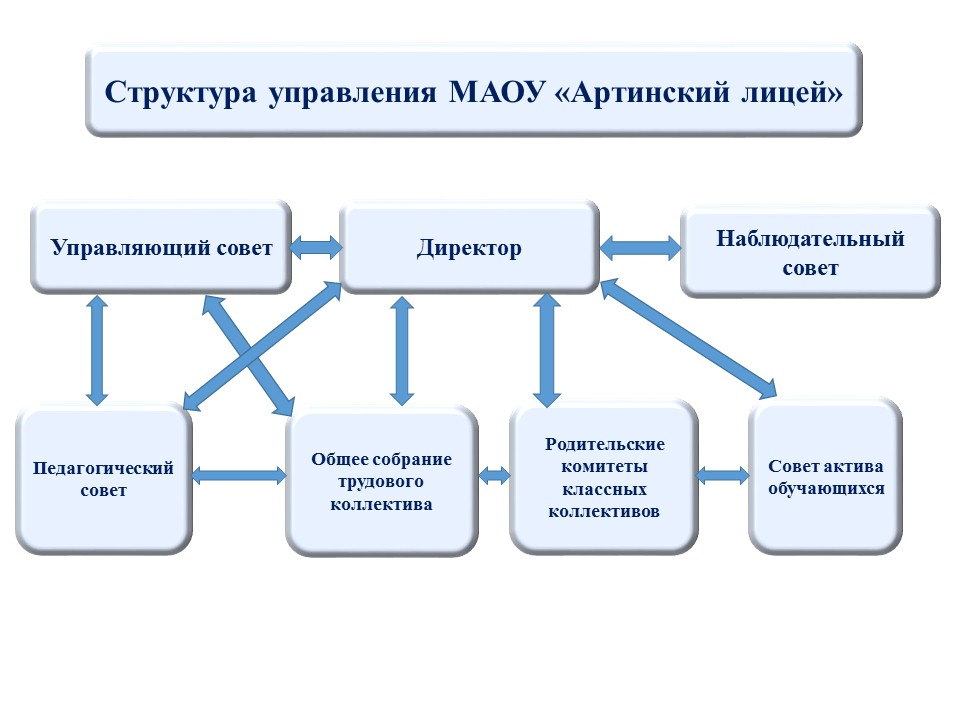 Структура управления МАОУ «Артинский лицей»
Управляющий совет
Директор
Наблюдательный
совет
Педагогический
совет
Общее собрание
трудового
коллектива
Родительские
комитеты
классных
коллективов
Совет актива
обучающихся